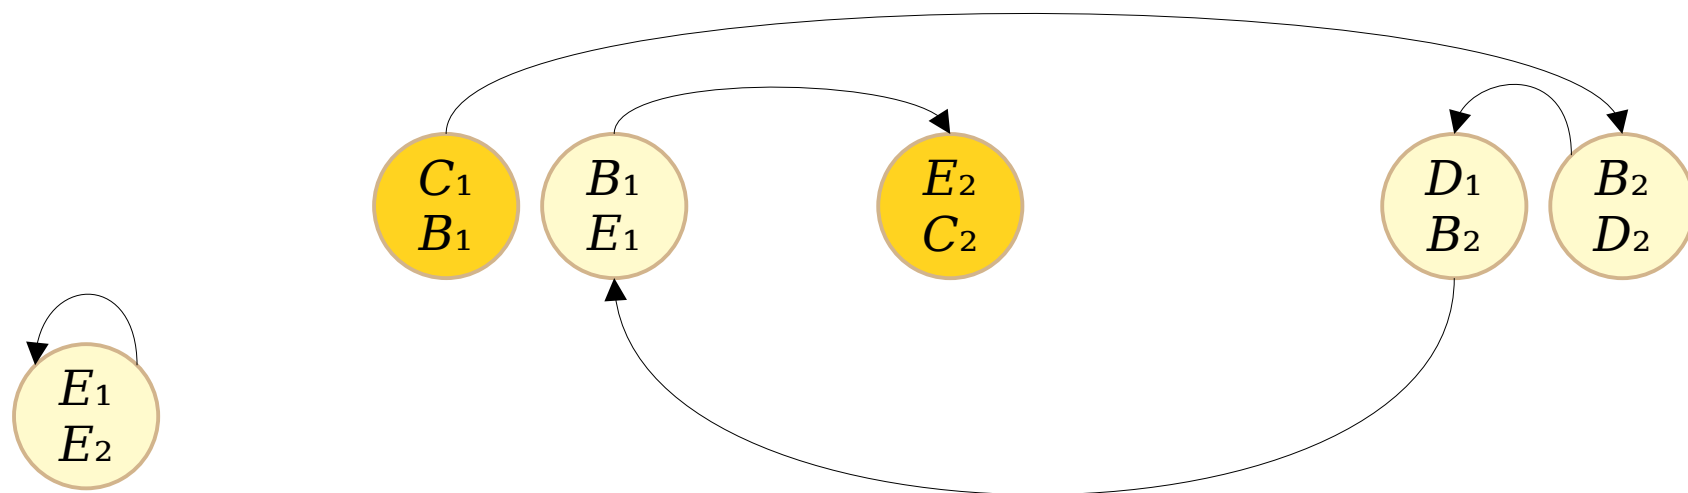 C₁
B₁
B₁
E₁
E₂
C₂
D₁
B₂
B₂
D₂
E₁
E₂